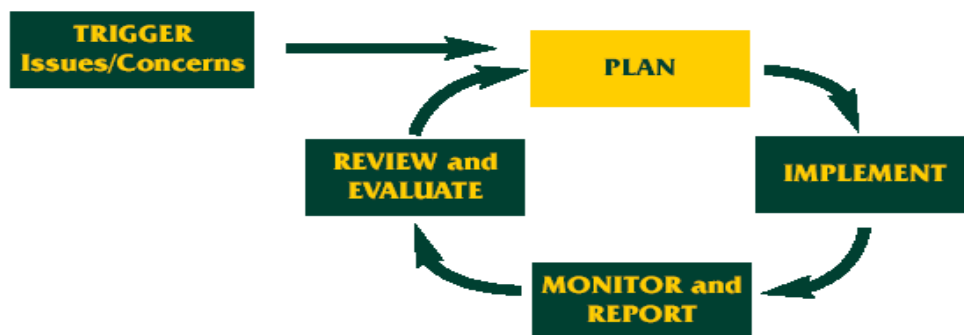 TRIGGER
Issues/Concerns
PLAN
IMPLEMENT
MONITOR and
REPORT
REVIEW and
EVALUATE